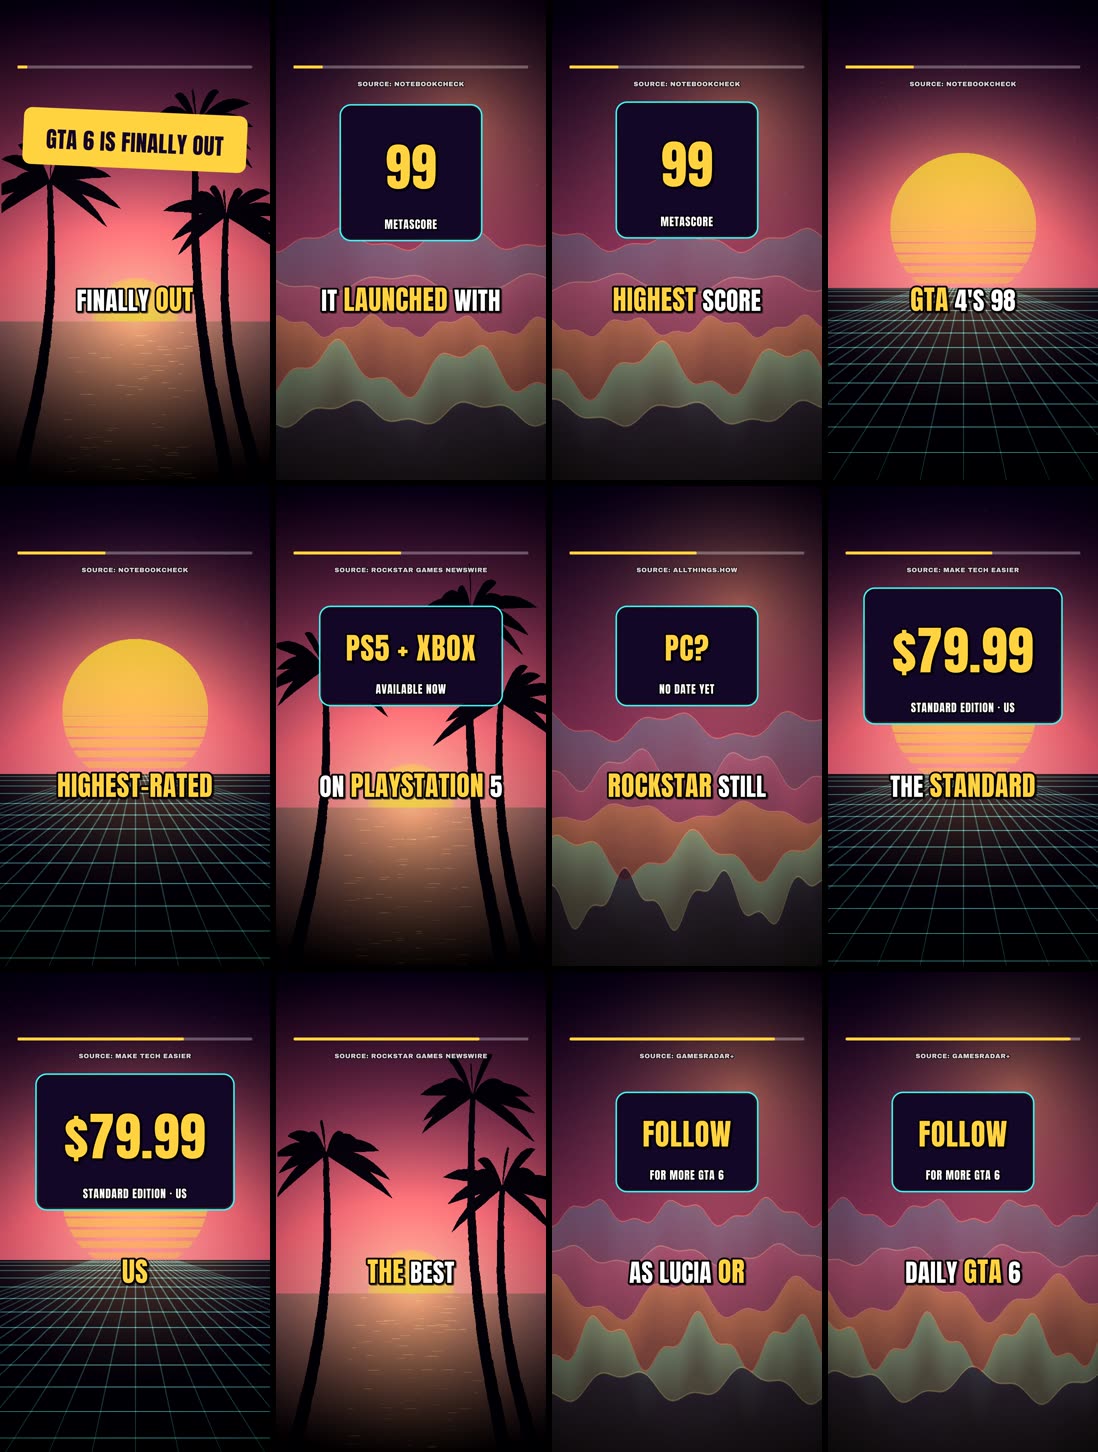 GTA 6 IS FINALLY OUT
FINALLY OUT
SOURCE: NOTEBOOKCHECK
99
METASCORE
IT LAUNCHED WITH
SOURCE: NOTEBOOKCHECK
99
METASCORE
HIGHEST SCORE
SOURCE: NOTEBOOKCHECK
GTA 4'S 98
SOURCE: NOTEBOOKCHECK
HIGHEST-RATED
SOURCE: ROCKSTAR GAMES NEWSWIRE
PS5 + XBOX
AVAILABLE NOW
ON PLAYSTATION 5
SOURCE: ALLTHINGS.HOW
PC?
NO DATE YET
ROCKSTAR STILL
SOURCE: MAKE TECH EASIER
$79.99
STANDARD EDITION · US
THE STANDARD
SOURCE: MAKE TECH EASIER
$79.99
STANDARD EDITION · US
US
SOURCE: ROCKSTAR GAMES NEWSWIRE
THE BEST
SOURCE: GAMESRADAR+
FOLLOW
FOR MORE GTA 6
AS LUCIA OR
SOURCE: GAMESRADAR+
FOLLOW
FOR MORE GTA 6
DAILY GTA 6